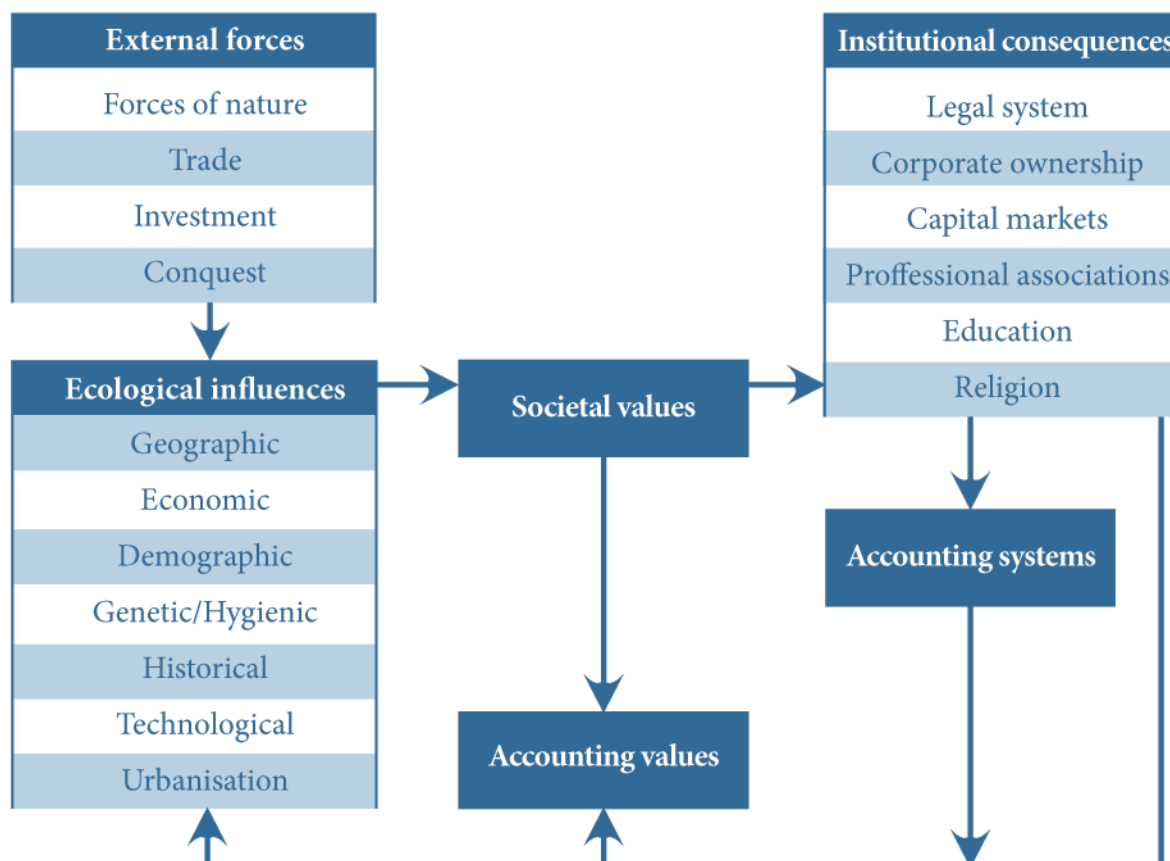 External forces
Forces of nature
Trade
Investment
Conquest
Ecological influences
Geographic
Economic
Demographic
Genetic/Hygienic
Historical
Technological
Urbanisation
Societal values
Accounting values
Institutional consequences
Legal system
Corporate ownership
Capital markets
Proffessional associations
Education
Religion
Accounting systems